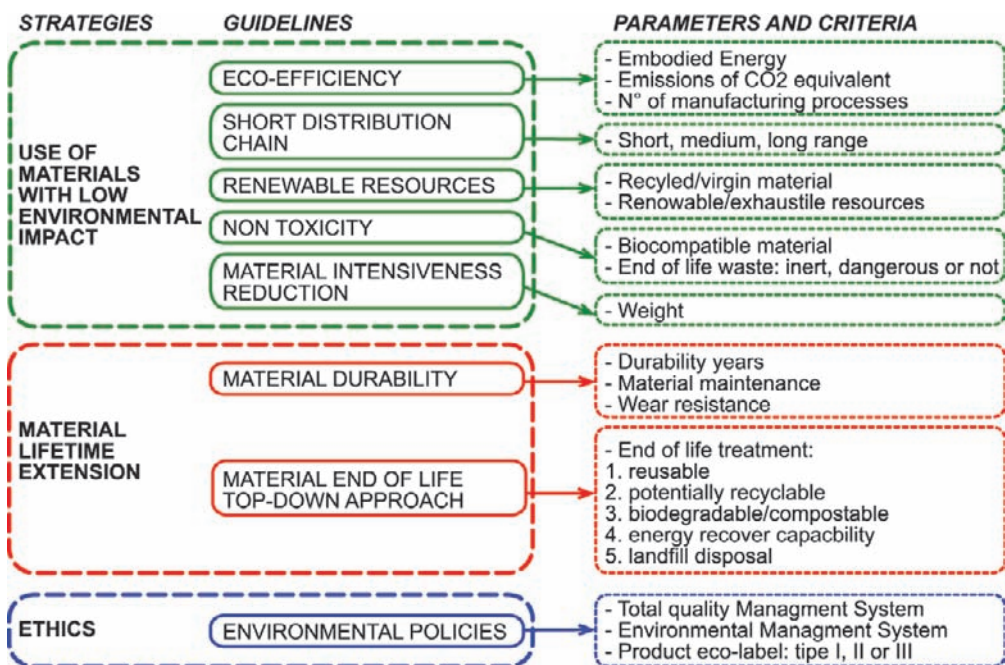 STRATEGIES GUIDELINES PARAMETERS AND CRITERIA
USE OF
MATERIALS
WITH LOW
ENVIRONMENTAL
IMPACT
ECO-EFFICIENCY
- Embodied Energy
- Emissions of CO2 equivalent
- N° of manufacturing processes
SHORT DISTRIBUTION
CHAIN
- Short, medium, long range
RENEWABLE RESOURCES
- Recyled/virgin material
- Renowable/exhaustile resources
NON TOXICITY
- Biocompatible material
- End of life waste: inert, dangerous or not
MATERIAL INTENSIVENESS
REDUCTION
- Weight
MATERIAL
LIFETIME
EXTENSION
MATERIAL DURABILITY
- Durability years
- Material maintenance
- Wear resistance
MATERIAL END OF LIFE
TOP-DOWN APPROACH
- End of life treatment:
1. reusable
2. potentially recyclable
3. biodegradable/compostable
4. energy recover capacbility
5. landfill disposal
ETHICS
ENVIRONMENTAL POLICIES
- Total quality Managment System
- Environmental Managment System
- Product eco-label: tipe I, II or III